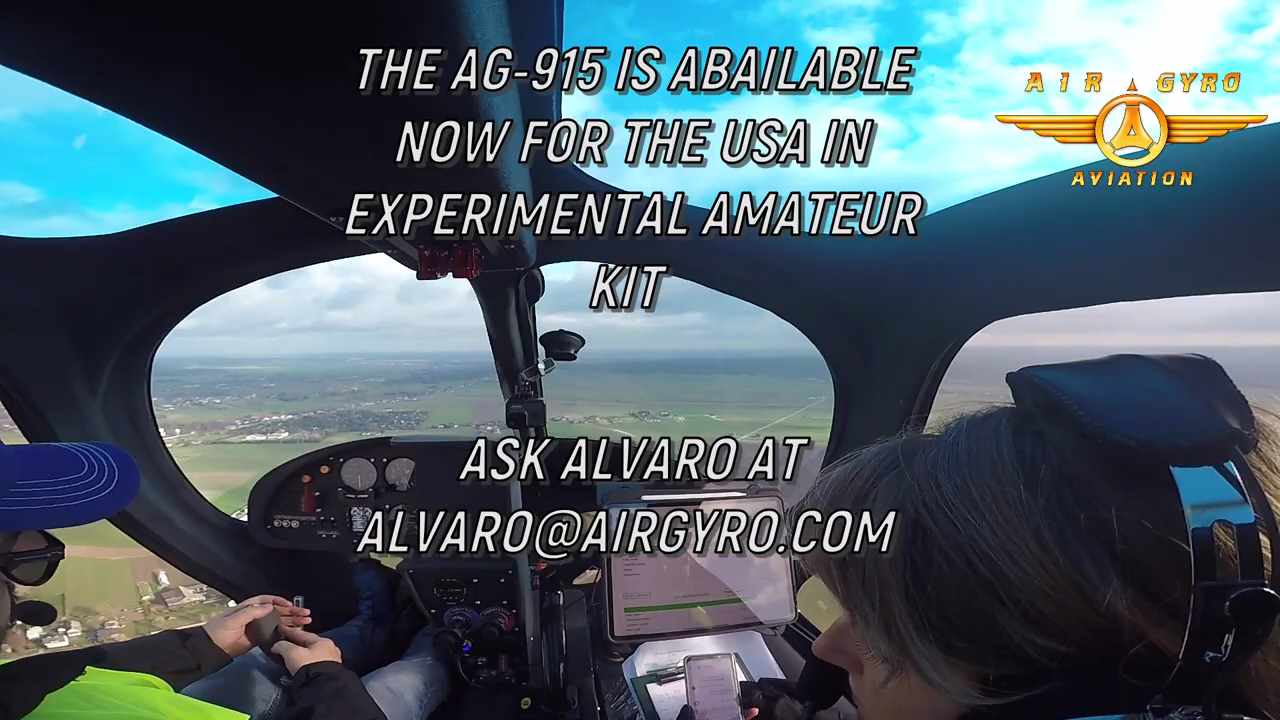 THE AG-915 IS ABAILABLE
NOW FOR THE USA IN
EXPERIMENTAL AMATEUR
KIT
AIR GYRO
AVIATION
ASK ALVARO AT
ALVARO@AIRGYRO.COM